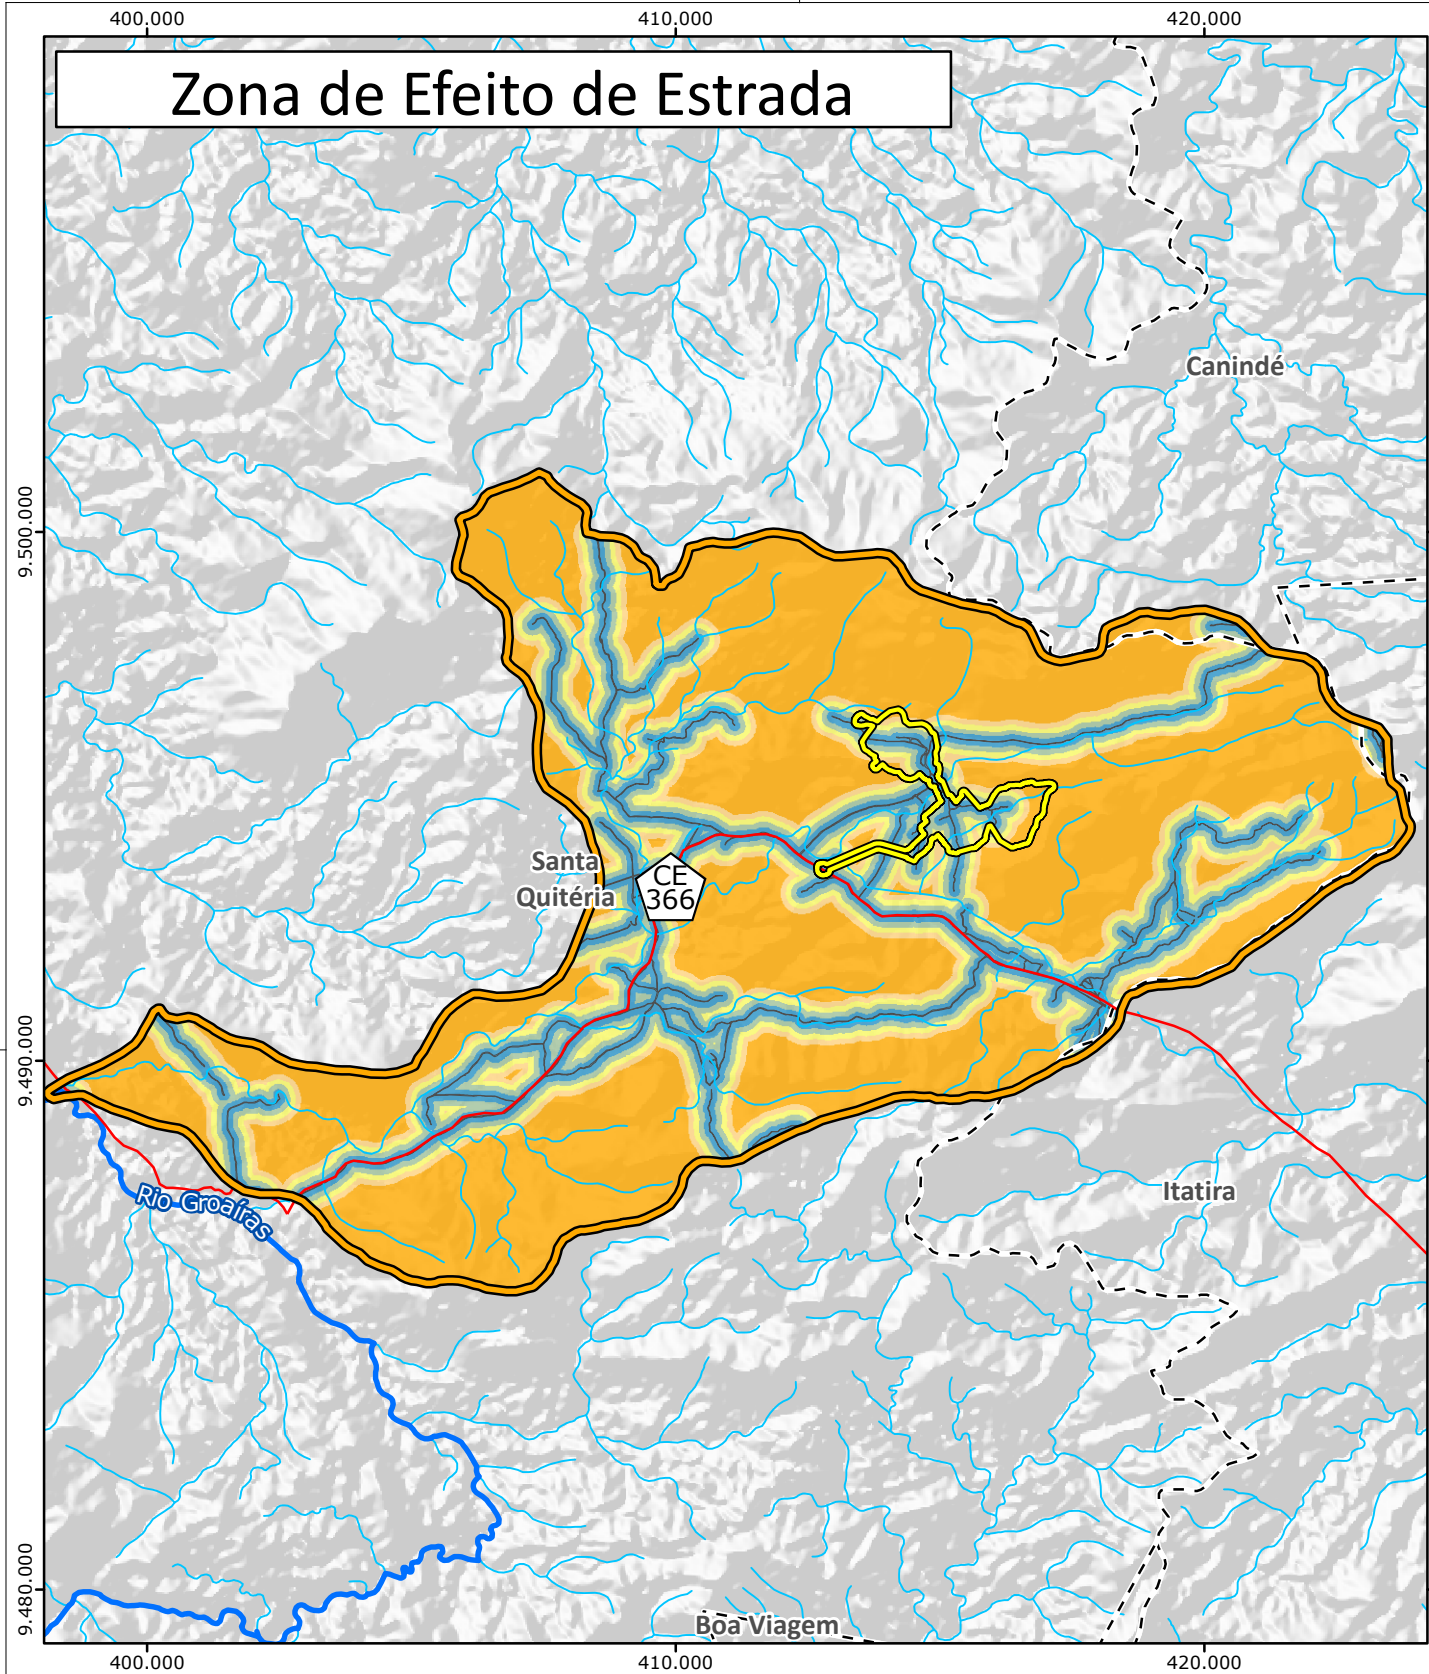 400.000
410.000
420.000
Zona de Efeito de Estrada
Canindé
9.500.000
Santa
Quitéria
CE
366
9.490.000
Rio Groaíras
Itatira
9.480.000
Boa Viagem
400.000
410.000
420.000